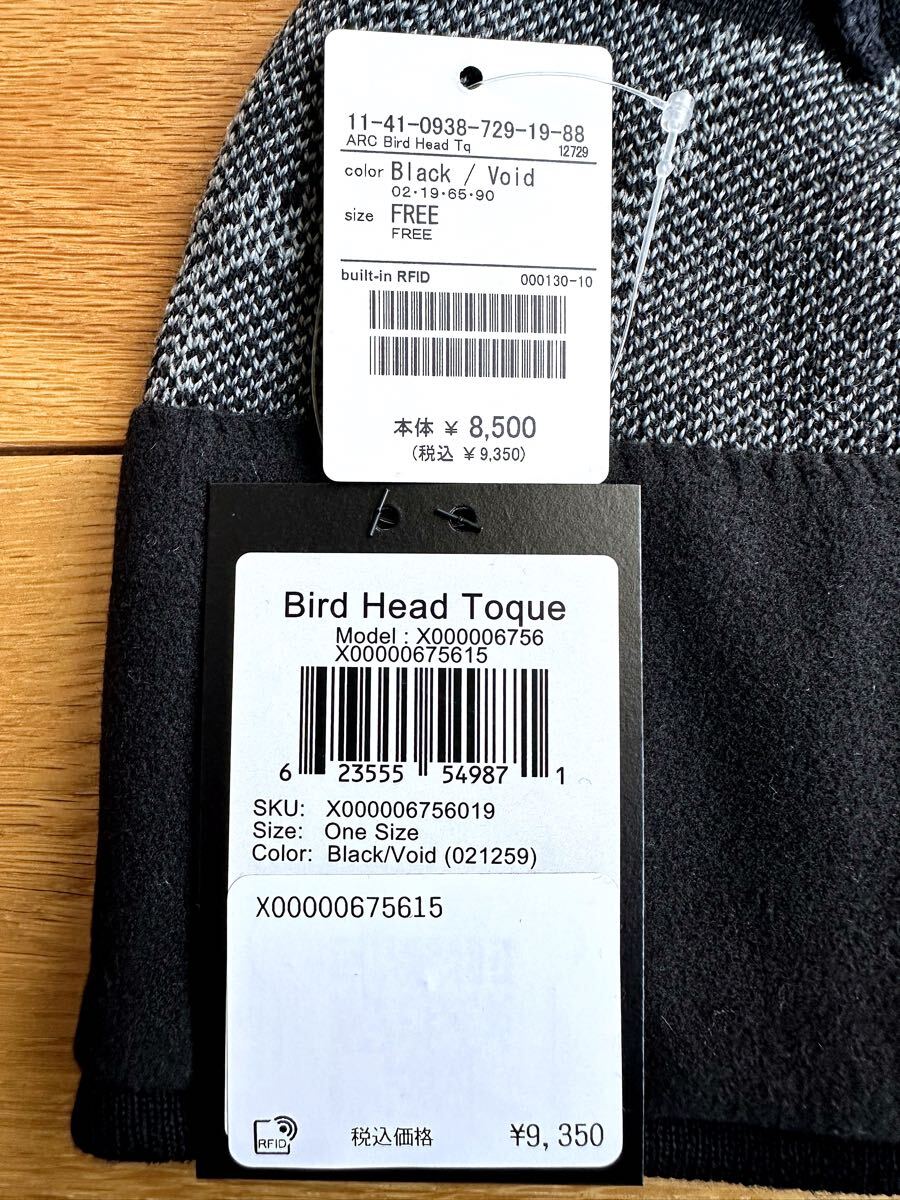 11-41-0938-729-19-88
ARC Bird Head Tq 12729
color Black / Void
02・19・65・90
size FREE
FREE
built-in RFID 000130-10
本体 ¥ 8,500
(税込 ¥ 9,350)
Bird Head Toque
Model : X000006756
X00000675615
6 23555 54987 1
SKU: X000006756019
Size: One Size
Color: Black/Void (021259)
X00000675615
RFID 税込価格 ¥9,350